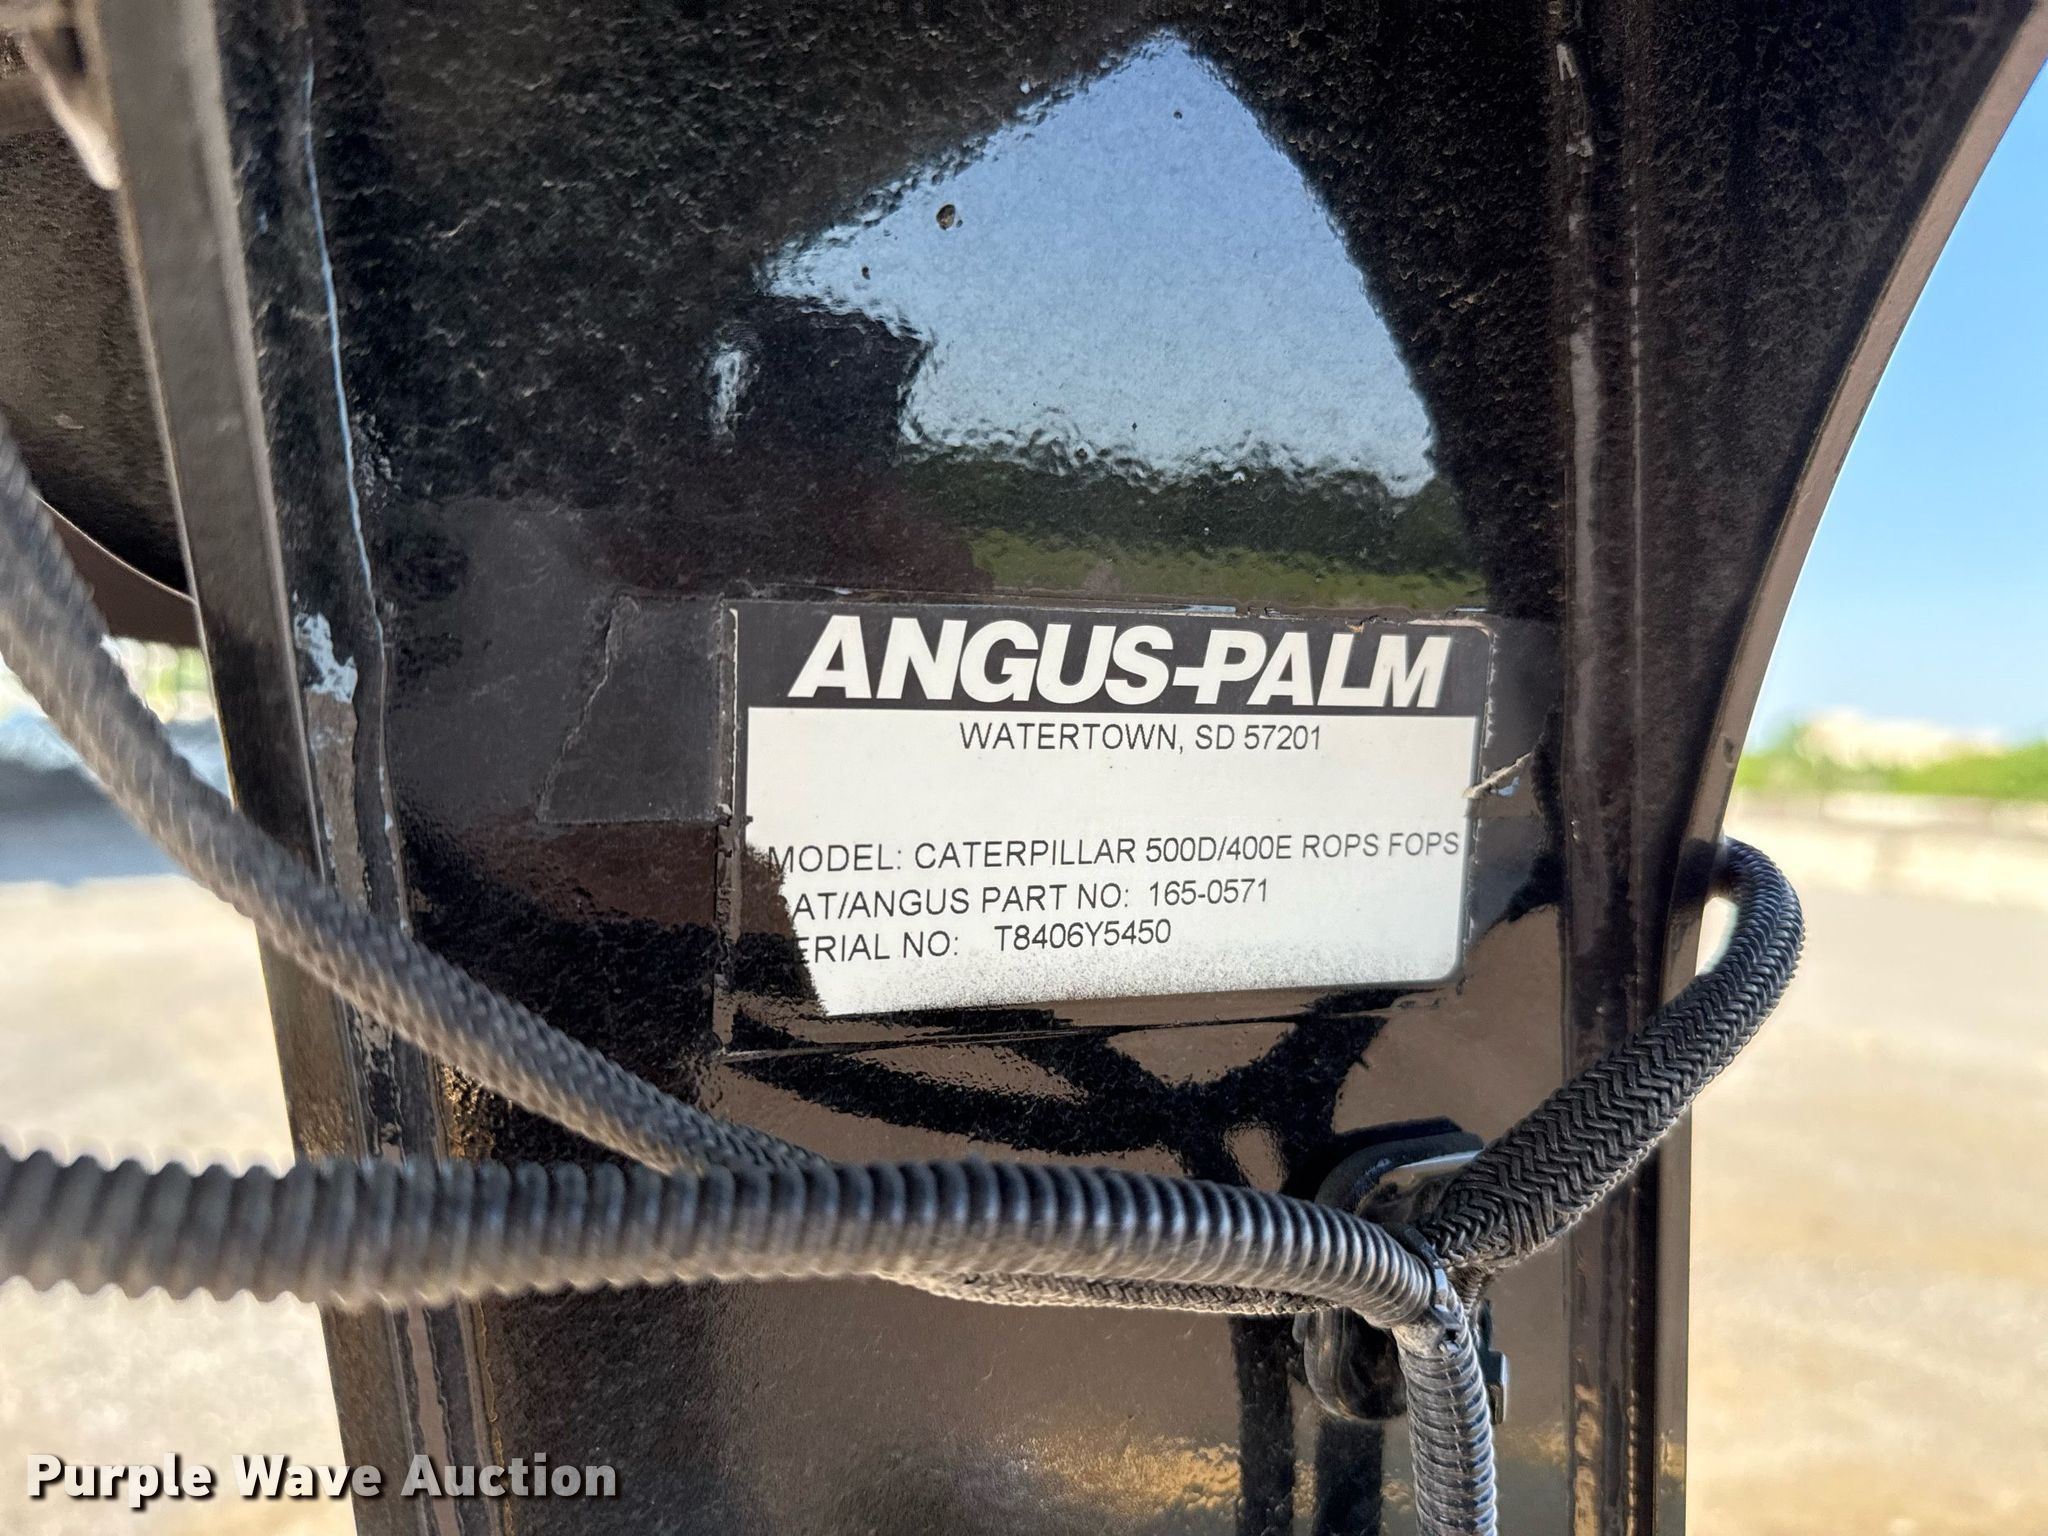 ANGUS-PALM
WATERTOWN, SD 57201
MODEL: CATERPILLAR 500D/400E ROPS FOPS
AT/ANGUS PART NO: 165-0571
ERIAL NO: T8406Y5450
Purple Wave Auction